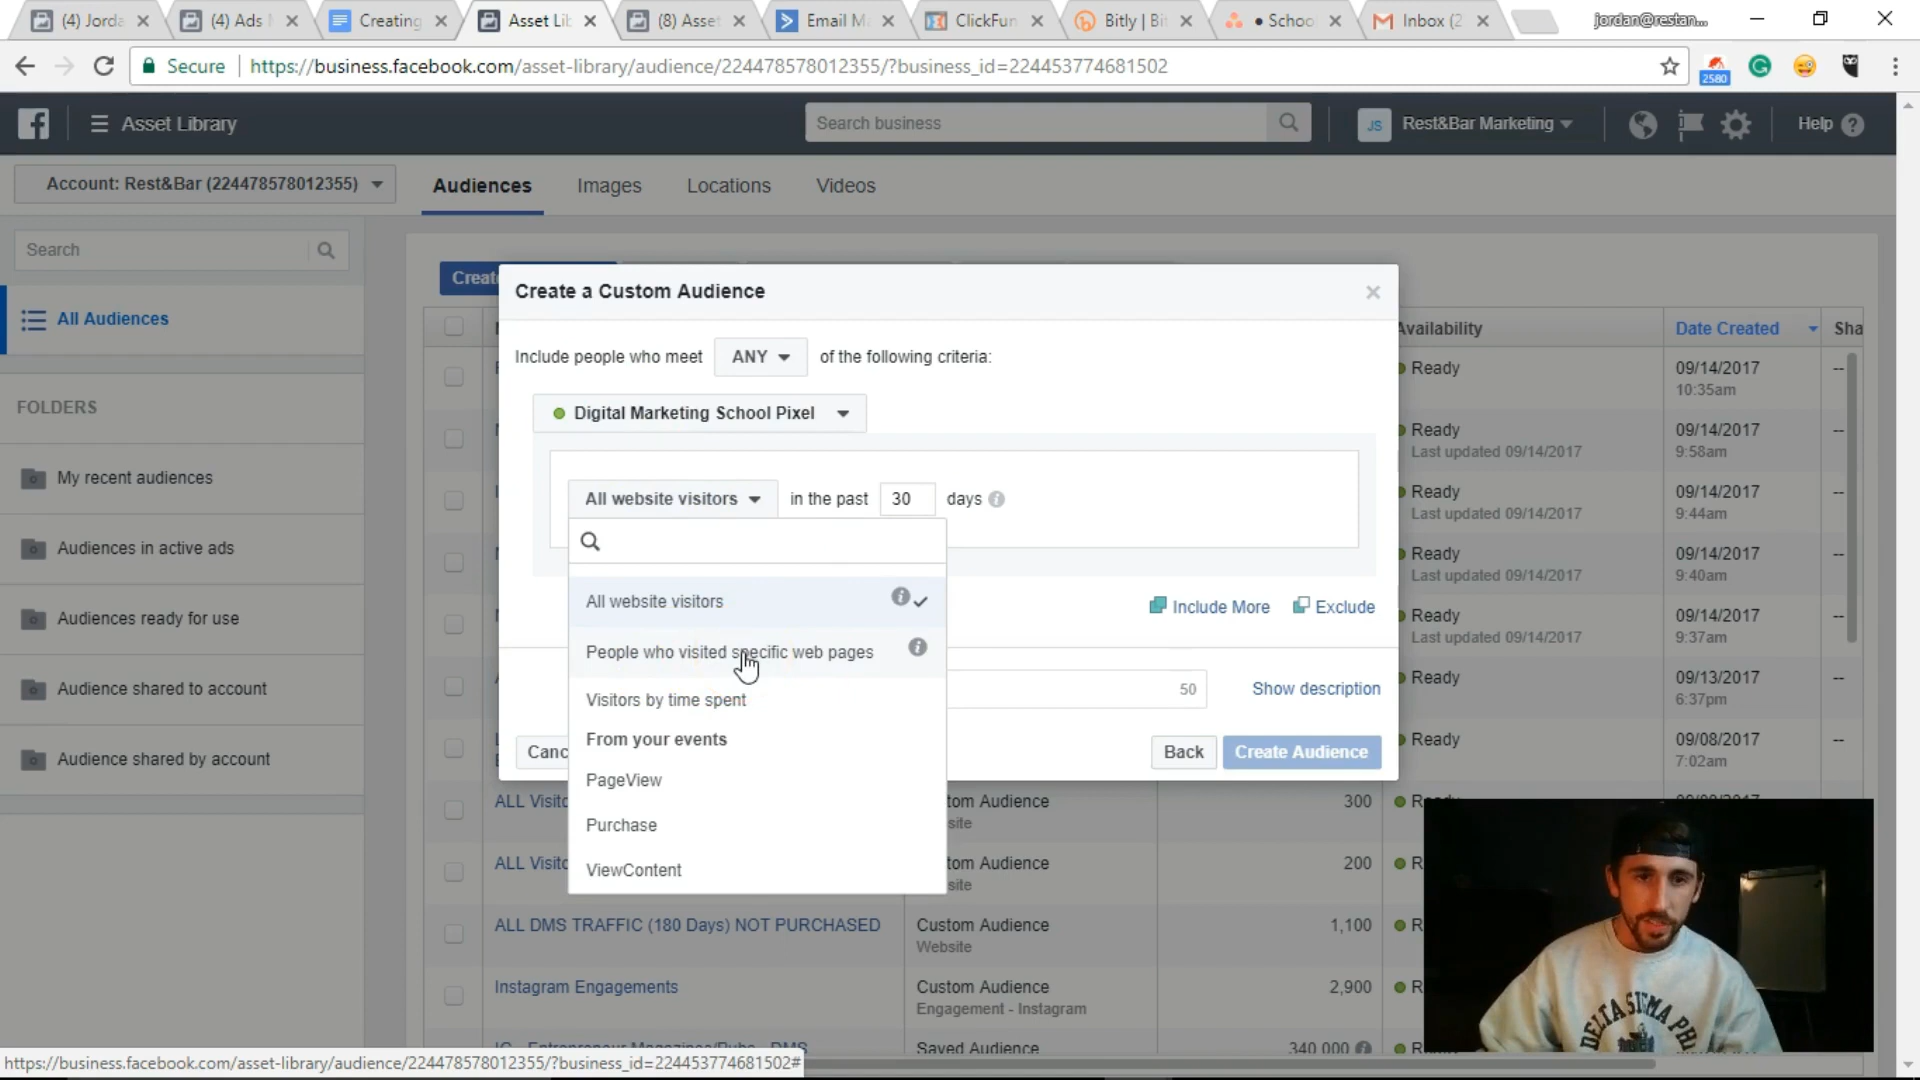 (4) Jorda
(4) Ads
Creating
Asset Lib
(8) Asset
Email M
ClickFun
Bitly | Bit
• School
Inbox (2
jordan@restan...
Secure
https://business.facebook.com/asset-library/audience/224478578012355/?business_id=224453774681502
2580
Asset Library
Search business
JS
Rest&Bar Marketing
Help
Account: Rest&Bar (224478578012355)
Audiences
Images
Locations
Videos
Search
All Audiences
FOLDERS
My recent audiences
Audiences in active ads
Audiences ready for use
Audience shared to account
Audience shared by account
Create
Create a Custom Audience
Include people who meet ANY of the following criteria:
Digital Marketing School Pixel
All website visitors in the past 30 days
All website visitors
People who visited specific web pages
Visitors by time spent
From your events
PageView
Purchase
ViewContent
Include More
Exclude
50
Show description
Canc
Back
Create Audience
Availability
Date Created
Sha
Ready
09/14/2017
10:35am
--
Ready
Last updated 09/14/2017
09/14/2017
9:58am
--
Ready
Last updated 09/14/2017
09/14/2017
9:44am
--
Ready
Last updated 09/14/2017
09/14/2017
9:40am
--
Ready
Last updated 09/14/2017
09/14/2017
9:37am
--
Ready
09/13/2017
6:37pm
--
Ready
09/08/2017
7:02am
--
ALL Visito
tom Audience
site
300
ALL Visito
tom Audience
site
200
ALL DMS TRAFFIC (180 Days) NOT PURCHASED
Custom Audience
Website
1,100
Instagram Engagements
Custom Audience
Engagement - Instagram
2,900
IG - Entrepreneur Magazines/Pubs - DMS
Saved Audience
340,000
DELTA SIGMA PHI
https://business.facebook.com/asset-library/audience/224478578012355/?business_id=224453774681502#